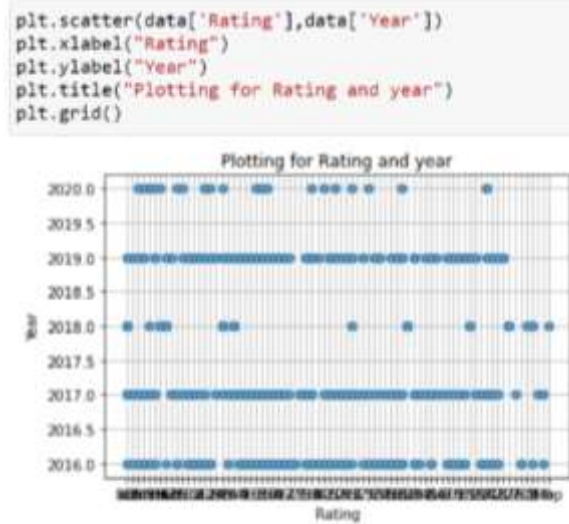 plt.scatter(data['Rating'],data['Year'])
plt.xlabel("Rating")
plt.ylabel("Year")
plt.title("Plotting for Rating and year")
plt.grid()
Plotting for Rating and year
2020.0
2019.5
2019.0
2018.5
2018.0
2017.5
2017.0
2016.5
2016.0
Year
Rating